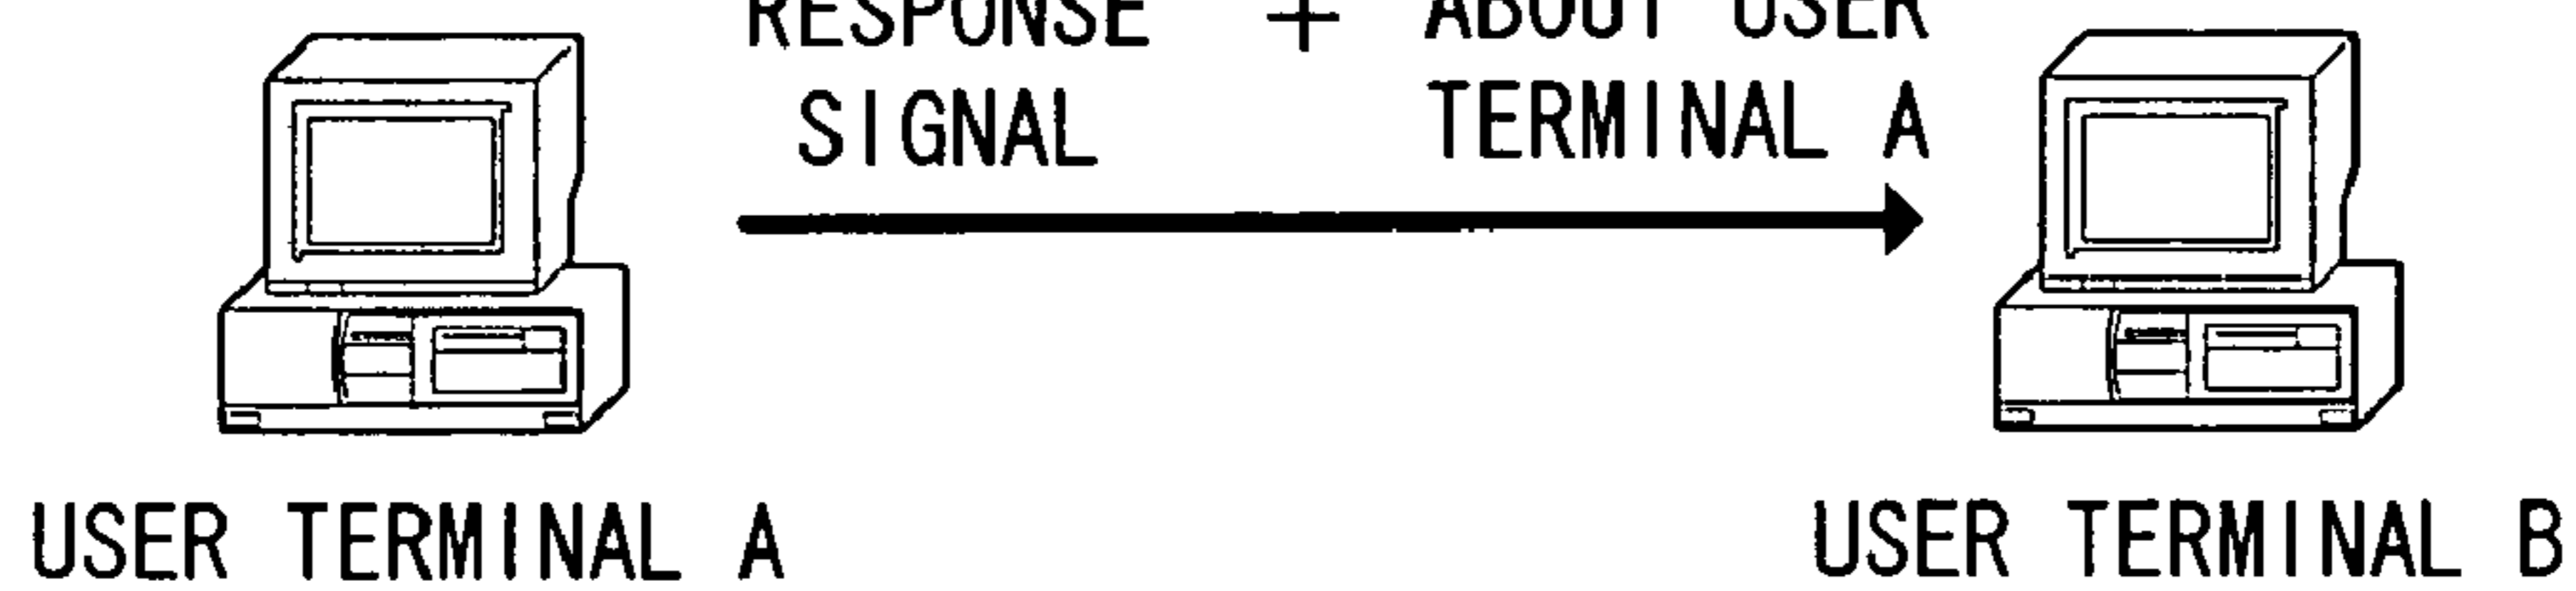 RESPONSE + ABOUT USER
SIGNAL TERMINAL A
USER TERMINAL A USER TERMINAL B